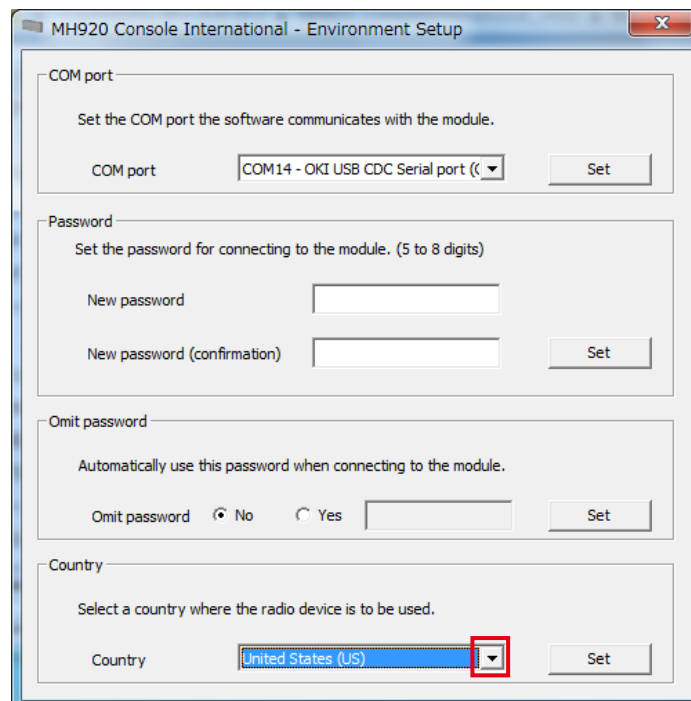 MH920 Console International - Environment Setup
COM port
Set the COM port the software communicates with the module.
COM port COM14 - OKI USB CDC Serial port (C Set
Password
Set the password for connecting to the module. (5 to 8 digits)
New password
New password (confirmation) Set
Omit password
Automatically use this password when connecting to the module.
Omit password No Yes Set
Country
Select a country where the radio device is to be used.
Country United States (US) Set